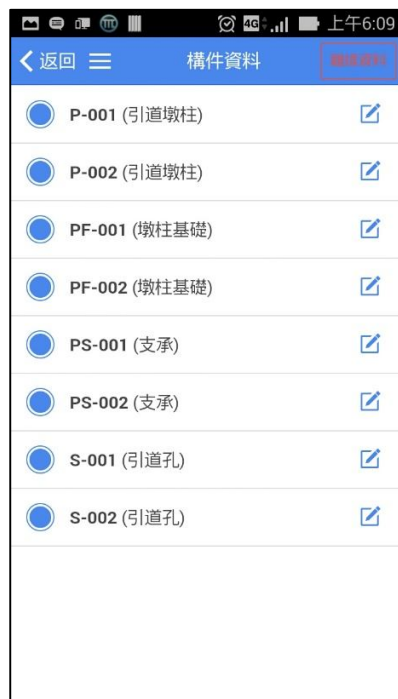 4G 上午6:09
返回 構件資料
P-001 (引道墩柱)
P-002 (引道墩柱)
PF-001 (墩柱基礎)
PF-002 (墩柱基礎)
PS-001 (支承)
PS-002 (支承)
S-001 (引道孔)
S-002 (引道孔)